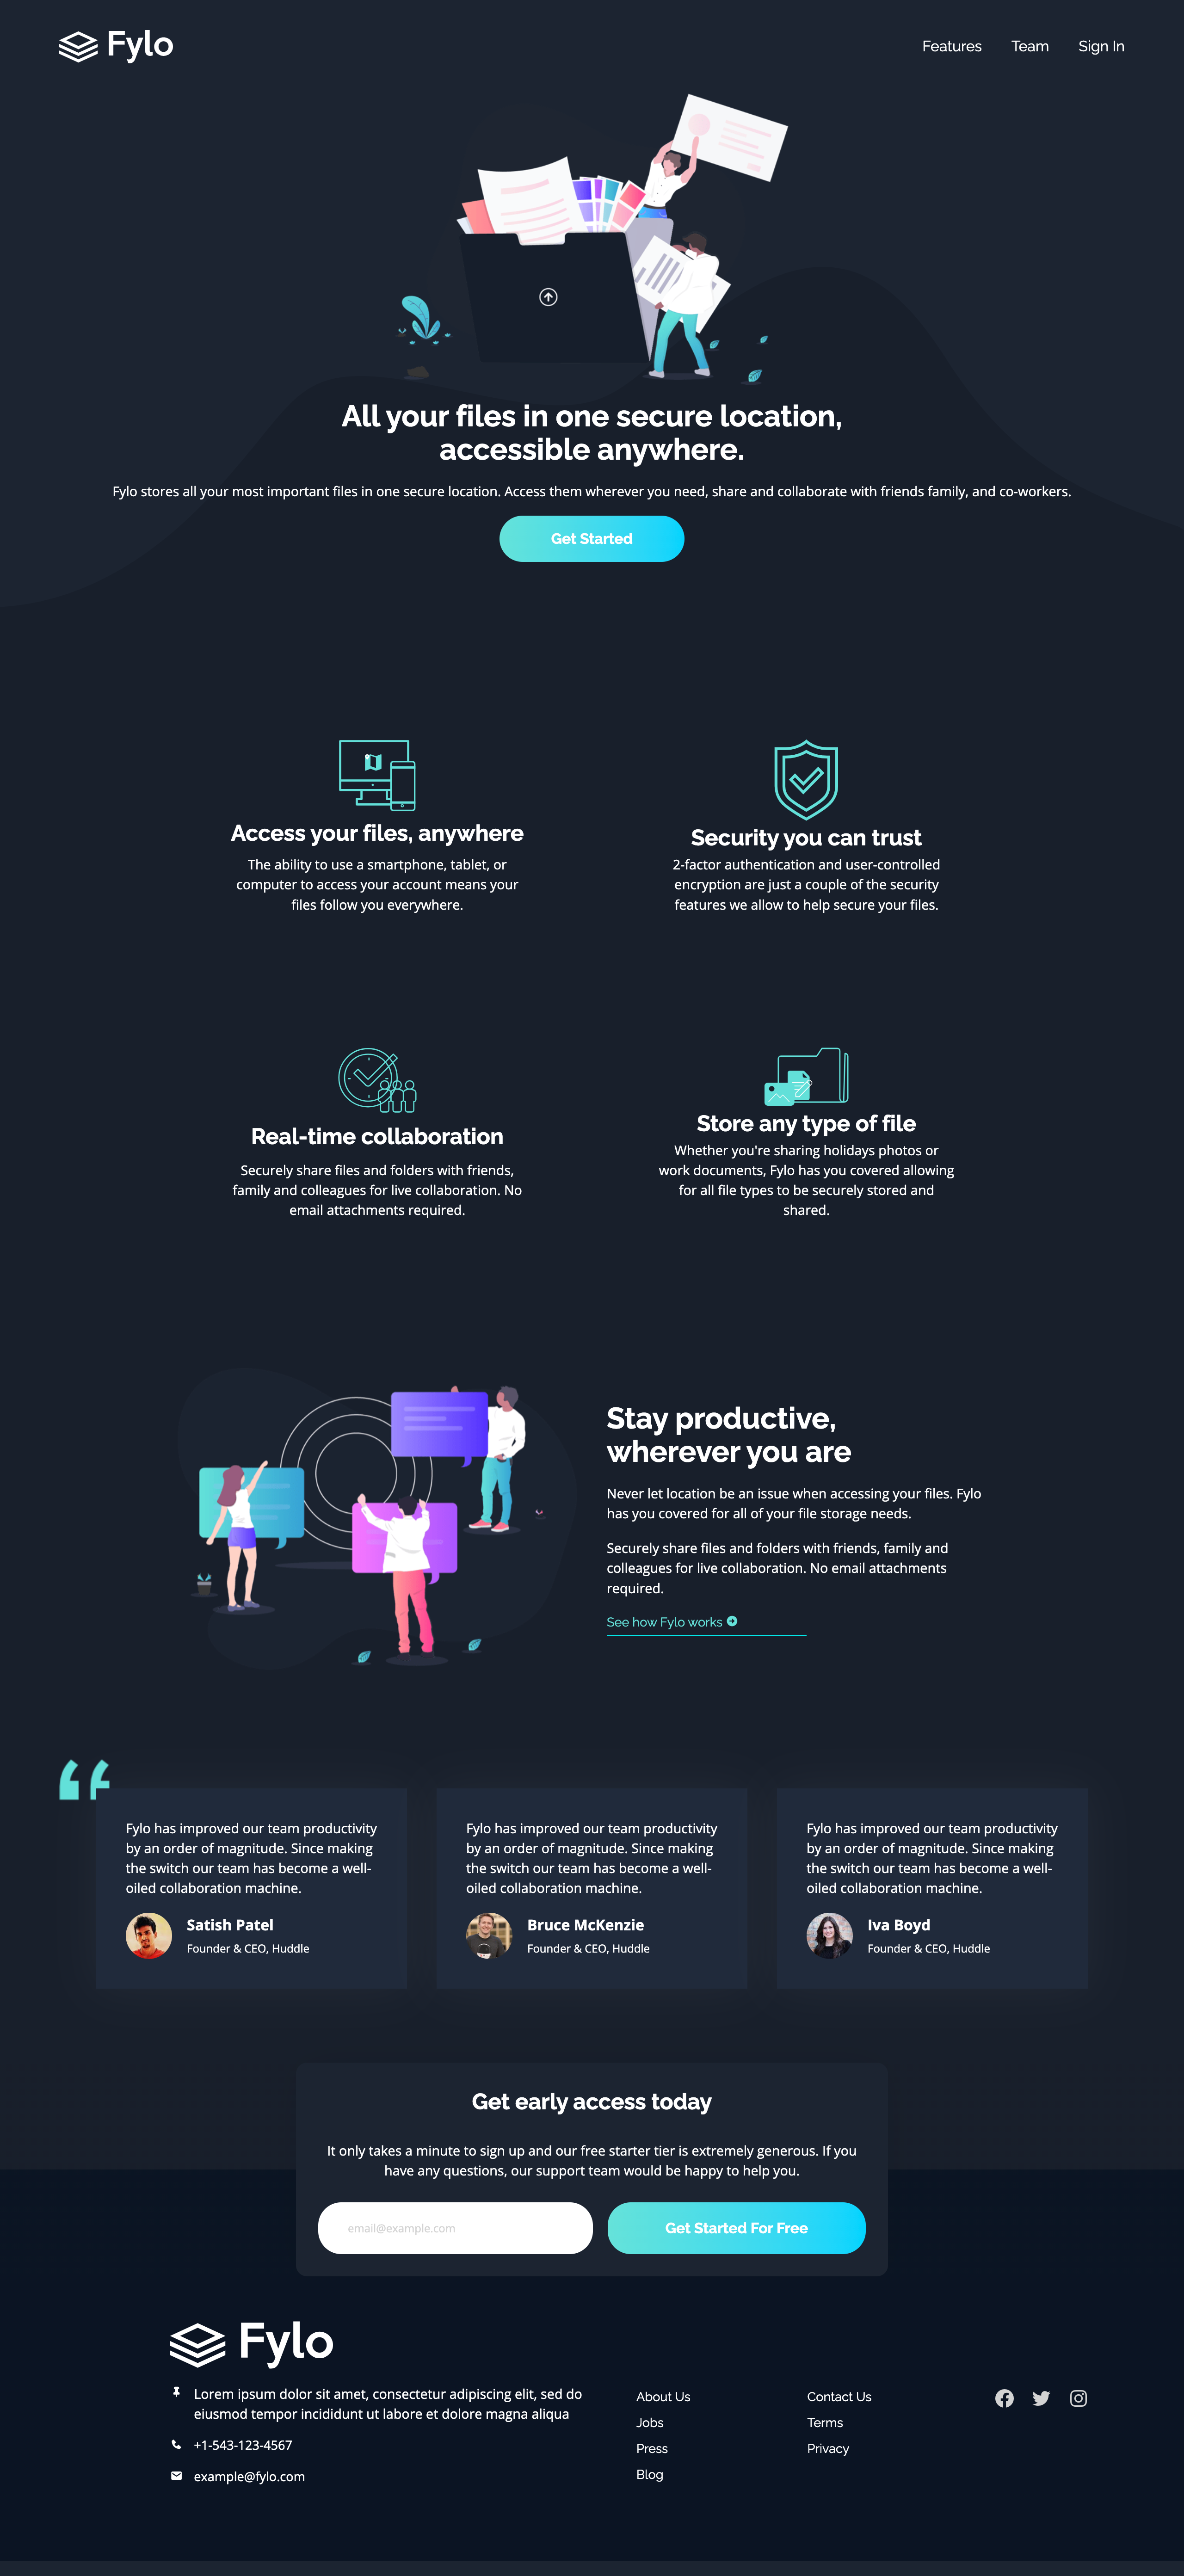 Fylo
Features Team Sign In
All your files in one secure location,
accessible anywhere.
Fylo stores all your most important files in one secure location. Access them wherever you need, share and collaborate with friends family, and co-workers.
Get Started
Access your files, anywhere
The ability to use a smartphone, tablet, or
computer to access your account means your
files follow you everywhere.
Security you can trust
2-factor authentication and user-controlled
encryption are just a couple of the security
features we allow to help secure your files.
Real-time collaboration
Securely share files and folders with friends,
family and colleagues for live collaboration. No
email attachments required.
Store any type of file
Whether you're sharing holidays photos or
work documents, Fylo has you covered allowing
for all file types to be securely stored and
shared.
Stay productive,
wherever you are
Never let location be an issue when accessing your files. Fylo
has you covered for all of your file storage needs.
Securely share files and folders with friends, family and
colleagues for live collaboration. No email attachments
required.
See how Fylo works
Fylo has improved our team productivity
by an order of magnitude. Since making
the switch our team has become a well-
oiled collaboration machine.
Satish Patel
Founder & CEO, Huddle
Fylo has improved our team productivity
by an order of magnitude. Since making
the switch our team has become a well-
oiled collaboration machine.
Bruce McKenzie
Founder & CEO, Huddle
Fylo has improved our team productivity
by an order of magnitude. Since making
the switch our team has become a well-
oiled collaboration machine.
Iva Boyd
Founder & CEO, Huddle
Get early access today
It only takes a minute to sign up and our free starter tier is extremely generous. If you
have any questions, our support team would be happy to help you.
email@example.com
Get Started For Free
Fylo
Lorem ipsum dolor sit amet, consectetur adipiscing elit, sed do
eiusmod tempor incididunt ut labore et dolore magna aliqua
+1-543-123-4567
example@fylo.com
About Us
Jobs
Press
Blog
Contact Us
Terms
Privacy